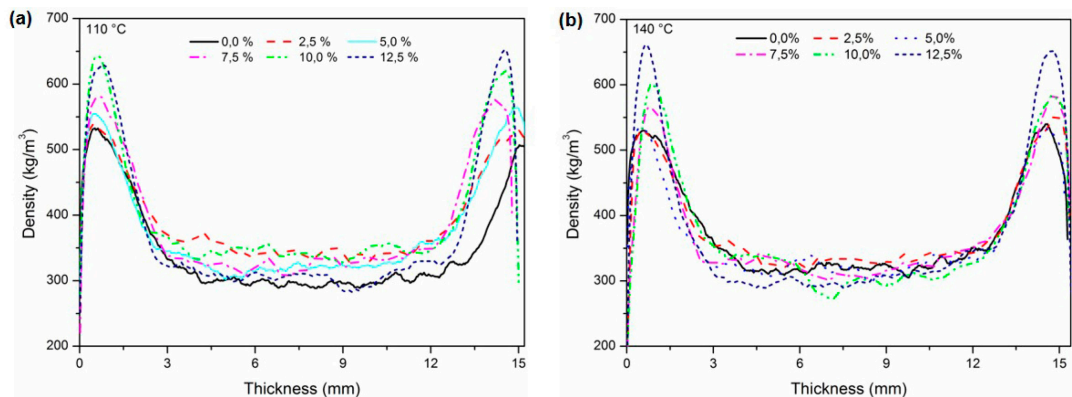 (a)
110 °C
0,0 % 2,5 % 5,0 %
7,5 % 10,0 % 12,5 %
700
600
500
400
300
200
Density (kg/m³)
0 3 6 9 12 15
Thickness (mm)
(b)
140 °C
0,0% 2,5% 5,0%
7,5% 10,0% 12,5%
700
600
500
400
300
200
Density (kg/m³)
0 3 6 9 12 15
Thickness (mm)